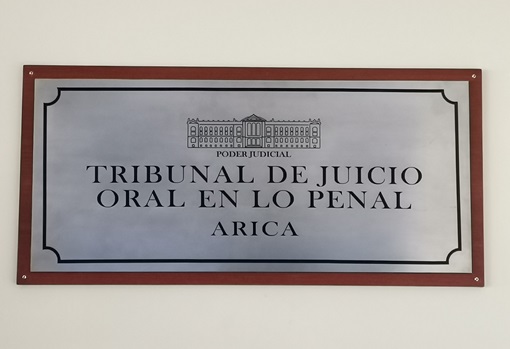 PODER JUDICIAL
TRIBUNAL DE JUICIO
ORAL EN LO PENAL
ARICA